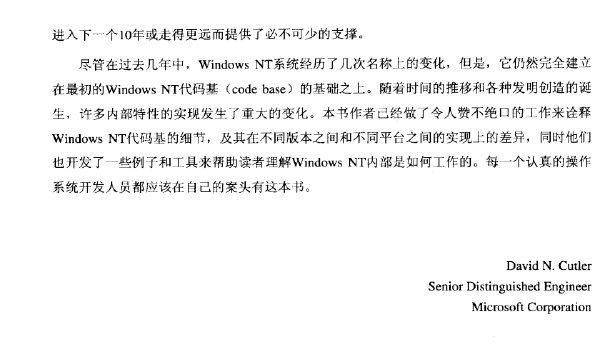 进入下一个10年或走得更远而提供了必不可少的支撑。
尽管在过去几年中，Windows NT系统经历了几次名称上的变化，但是，它仍然完全建立
在最初的Windows NT代码基（code base）的基础之上。随着时间的推移和各种发明创造的诞
生，许多内部特性的实现发生了重大的变化。本书作者已经做了令人赞不绝口的工作来诠释
Windows NT代码基的细节，及其在不同版本之间和不同平台之间的实现上的差异，同时他们
也开发了一些例子和工具来帮助读者理解Windows NT内部是如何工作的。每一个认真的操作
系统开发人员都应该在自己的案头有这本书。
David N. Cutler
Senior Distinguished Engineer
Microsoft Corporation